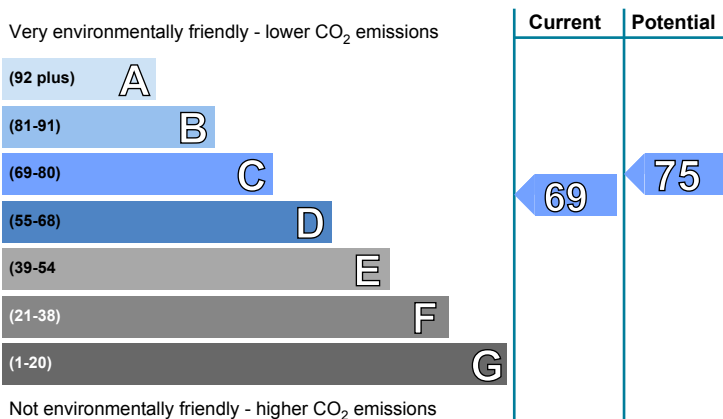 Very environmentally friendly - lower CO₂ emissions
Current
Potential
(92 plus) A
(81-91) B
(69-80) C
(55-68) D
(39-54 E
(21-38) F
(1-20) G
69
75
Not environmentally friendly - higher CO₂ emissions